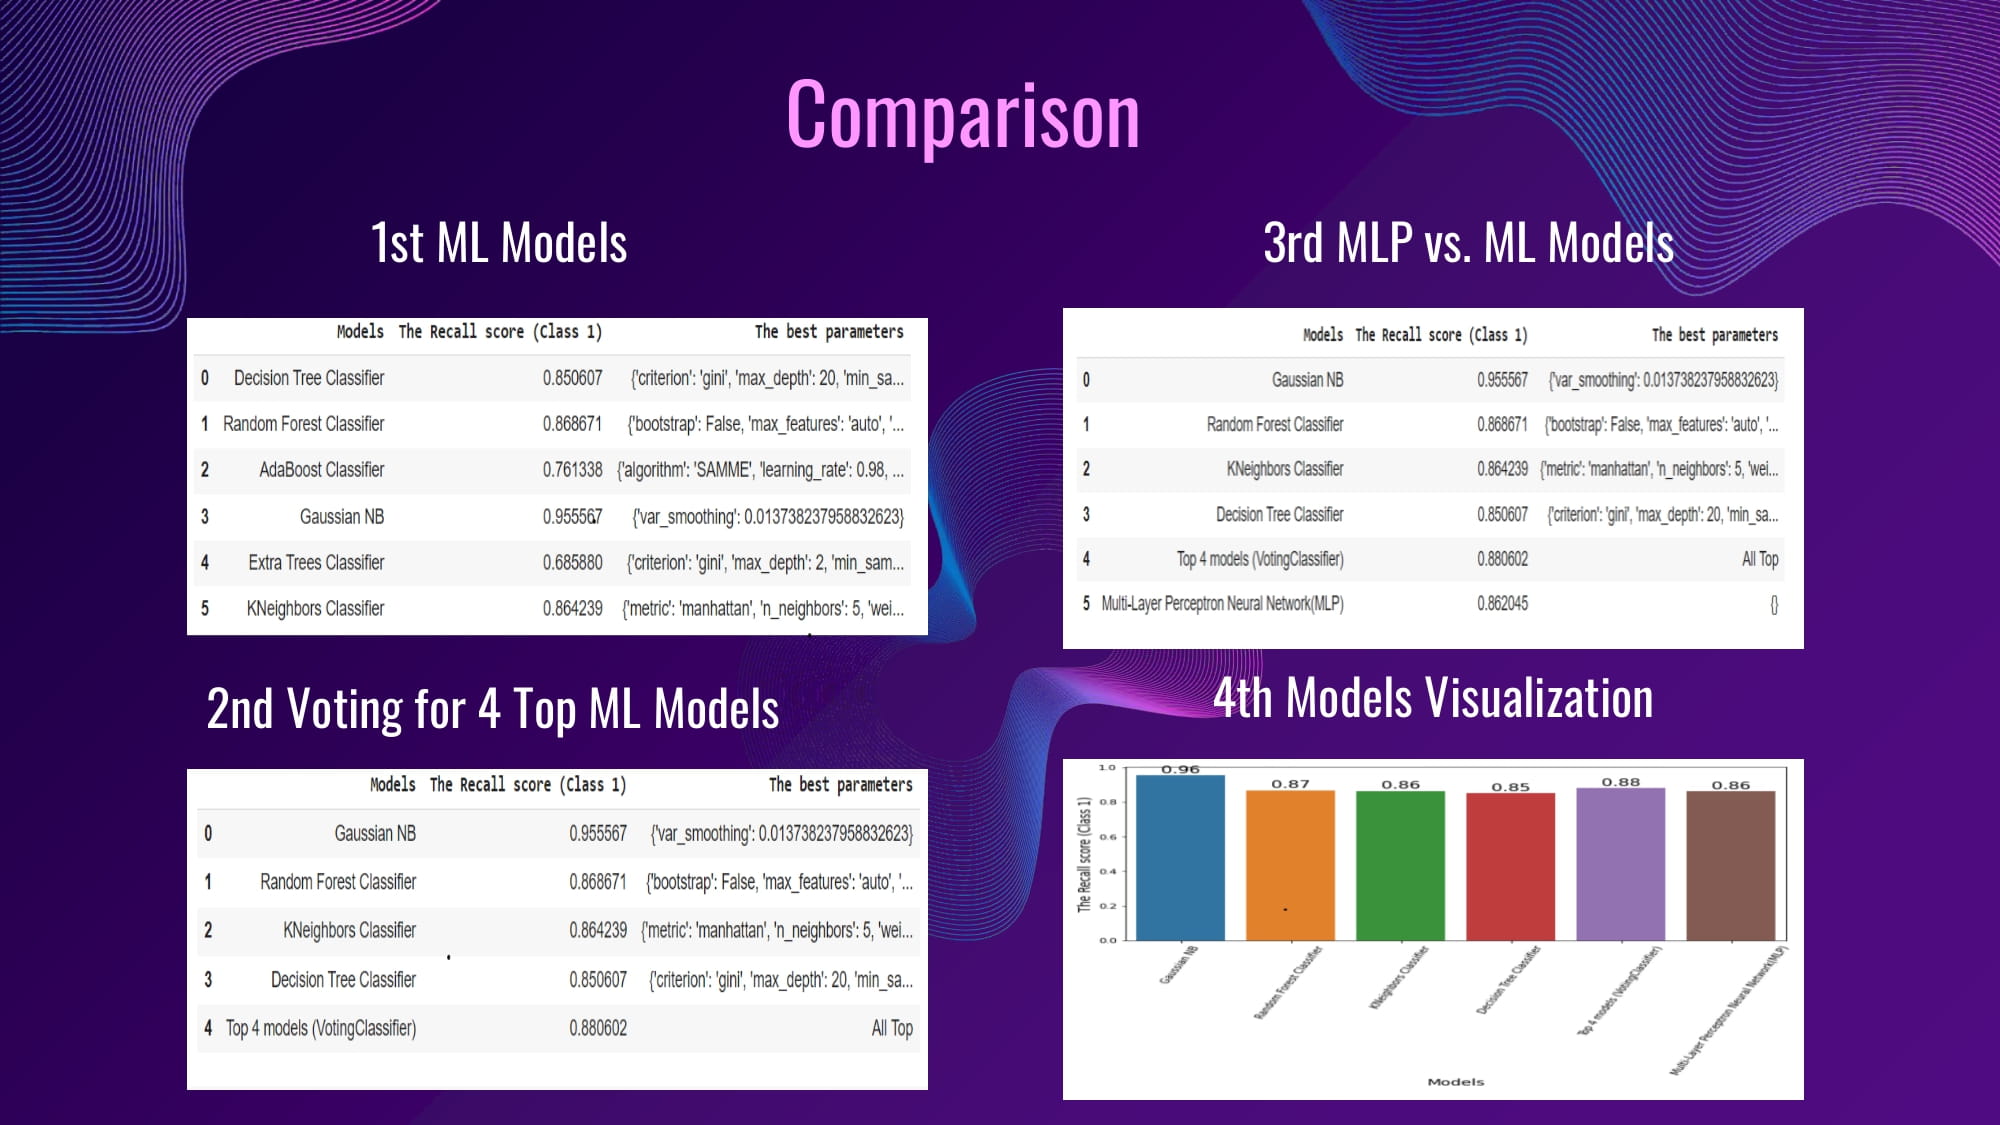 Comparison
1st ML Models
Models The Recall score (Class 1) The best parameters
0 Decision Tree Classifier 0.850607 {'criterion': 'gini', 'max_depth': 20, 'min_sa...
1 Random Forest Classifier 0.868671 {'bootstrap': False, 'max_features': 'auto', '...
2 AdaBoost Classifier 0.761338 {'algorithm': 'SAMME', 'learning_rate': 0.98, ...
3 Gaussian NB 0.955567 {'var_smoothing': 0.013738237958832623}
4 Extra Trees Classifier 0.685880 {'criterion': 'gini', 'max_depth': 2, 'min_sam...
5 KNeighbors Classifier 0.864239 {'metric': 'manhattan', 'n_neighbors': 5, 'wei...
2nd Voting for 4 Top ML Models
Models The Recall score (Class 1) The best parameters
0 Gaussian NB 0.955567 {'var_smoothing': 0.013738237958832623}
1 Random Forest Classifier 0.868671 {'bootstrap': False, 'max_features': 'auto', '...
2 KNeighbors Classifier 0.864239 {'metric': 'manhattan', 'n_neighbors': 5, 'wei...
3 Decision Tree Classifier 0.850607 {'criterion': 'gini', 'max_depth': 20, 'min_sa...
4 Top 4 models (VotingClassifier) 0.880602 All Top
3rd MLP vs. ML Models
Models The Recall score (Class 1) The best parameters
0 Gaussian NB 0.955567 {'var_smoothing': 0.013738237958832623}
1 Random Forest Classifier 0.868671 {'bootstrap': False, 'max_features': 'auto', '...
2 KNeighbors Classifier 0.864239 {'metric': 'manhattan', 'n_neighbors': 5, 'wei...
3 Decision Tree Classifier 0.850607 {'criterion': 'gini', 'max_depth': 20, 'min_sa...
4 Top 4 models (VotingClassifier) 0.880602 All Top
5 Multi-Layer Perceptron Neural Network(MLP) 0.862045 {}
4th Models Visualization
The Recall score (Class 1)
1.0
0.8
0.6
0.4
0.2
0.0
0.96
0.87
0.86
0.85
0.88
0.86
Gaussian NB
Random Forest Classifier
KNeighbors Classifier
Decision Tree Classifier
Top 4 models (VotingClassifier)
Multi-Layer Perceptron Neural Network(MLP)
Models